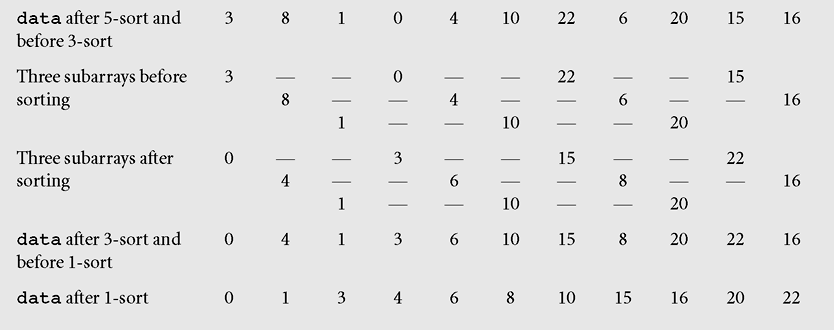 data after 5-sort and 3 8 1 0 4 10 22 6 20 15 16
before 3-sort
Three subarrays before 3 — — 0 — — 22 — — 15
sorting 8 — — 4 — — 6 — — 16
1 — — 10 — — 20
Three subarrays after 0 — — 3 — — 15 — — 22
sorting 4 — — 6 — — 8 — — 16
1 — — 10 — — 20
data after 3-sort and 0 4 1 3 6 10 15 8 20 22 16
before 1-sort
data after 1-sort 0 1 3 4 6 8 10 15 16 20 22